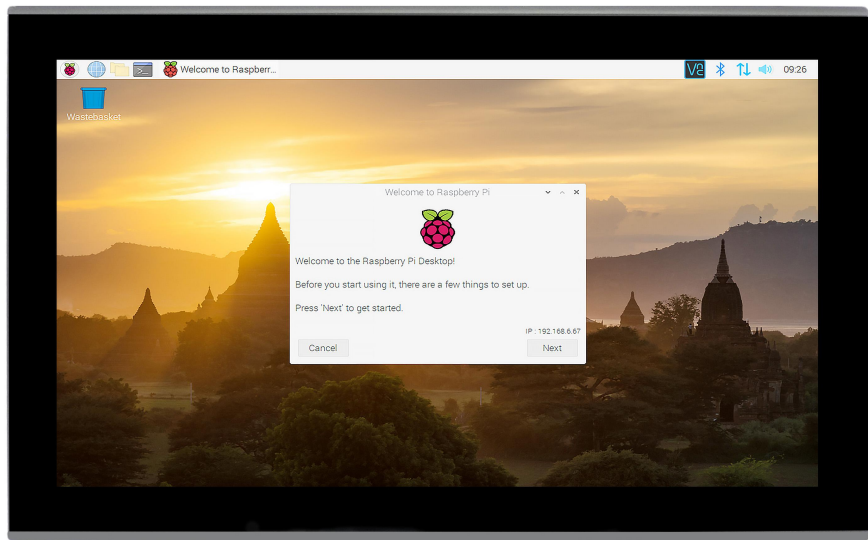 Welcome to Raspberr...
VC
09:26
Wastebasket
Welcome to Raspberry Pi
Welcome to the Raspberry Pi Desktop!
Before you start using it, there are a few things to set up.
Press 'Next' to get started.
IP : 192.168.6.67
Cancel
Next